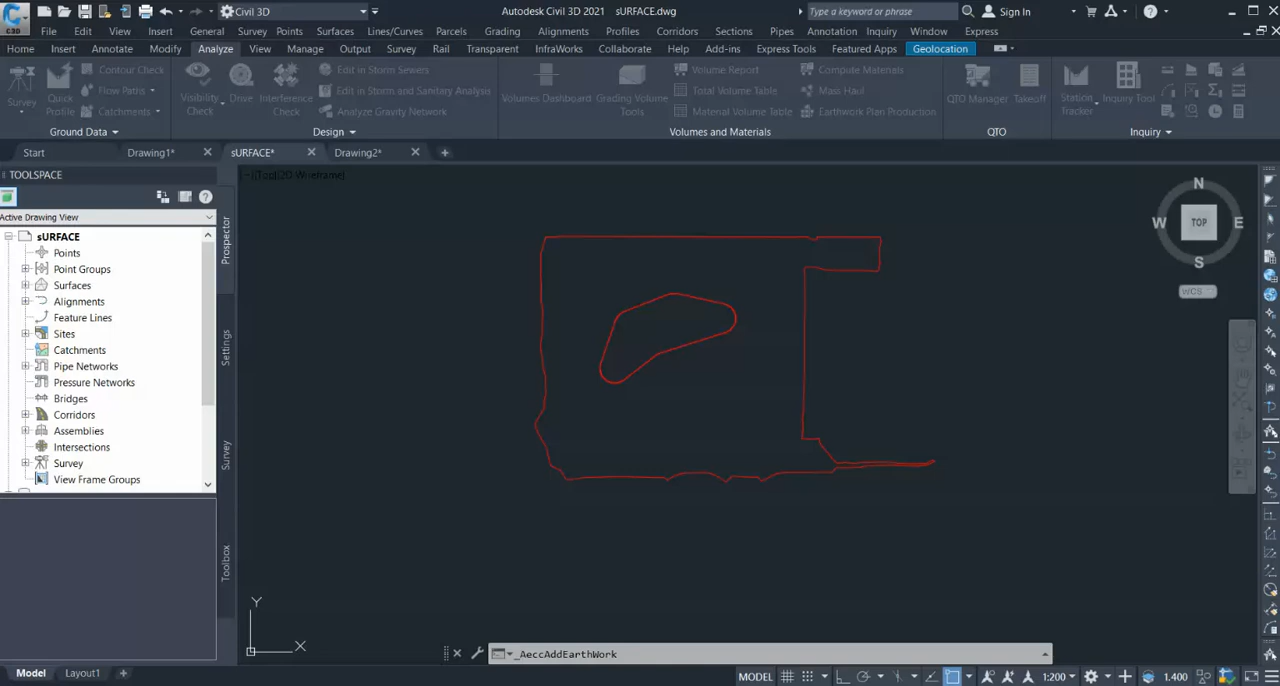 C3D
Civil 3D
Autodesk Civil 3D 2021 sURFACE.dwg
Type a keyword or phrase
Sign In
File Edit View Insert General Survey Points Surfaces Lines/Curves Parcels Grading Alignments Profiles Corridors Sections Pipes Annotation Inquiry Window Express
Home Insert Annotate Modify Analyze View Manage Output Survey Rail Transparent InfraWorks Collaborate Help Add-ins Express Tools Featured Apps Geolocation
Survey
Quick Profile
Contour Check
Flow Paths
Catchments
Ground Data
Visibility Check
Drive
Interference Check
Edit in Storm Sewers
Edit in Storm and Sanitary Analysis
Analyze Gravity Network
Design
Volumes Dashboard
Grading Volume Tools
Volume Report
Total Volume Table
Material Volume Table
Compute Materials
Mass Haul
Earthwork Plan Production
Volumes and Materials
QTO Manager
Takeoff
QTO
Station Tracker
Inquiry Tool
Inquiry
Start Drawing1* sURFACE* Drawing2*
TOOLSPACE
Active Drawing View
sURFACE
Points
Point Groups
Surfaces
Alignments
Feature Lines
Sites
Catchments
Pipe Networks
Pressure Networks
Bridges
Corridors
Assemblies
Intersections
Survey
View Frame Groups
Prospector
Settings
Survey
Toolbox
[-][Top][2D Wireframe]
N
W TOP E
S
WCS
Y
X
_AeccAddEarthWork
Model Layout1
MODEL
1:200
1.400